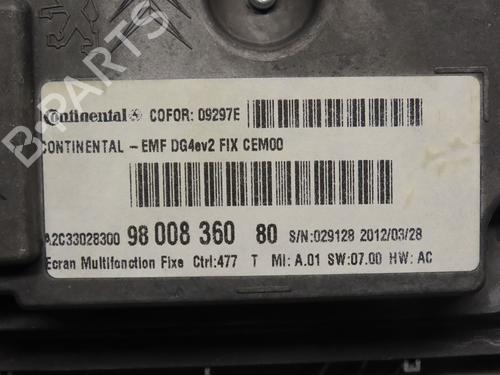 Continental COFOR: 09297E
CONTINENTAL - EMF DG4ev2 FIX CEM00
A2C33028300 98 008 360 80 S/N:029128 2012/03/28
Ecran Multifonction Fixe Ctrl:477 T MI: A.01 SW:07.00 HW: AC
B-PARTS